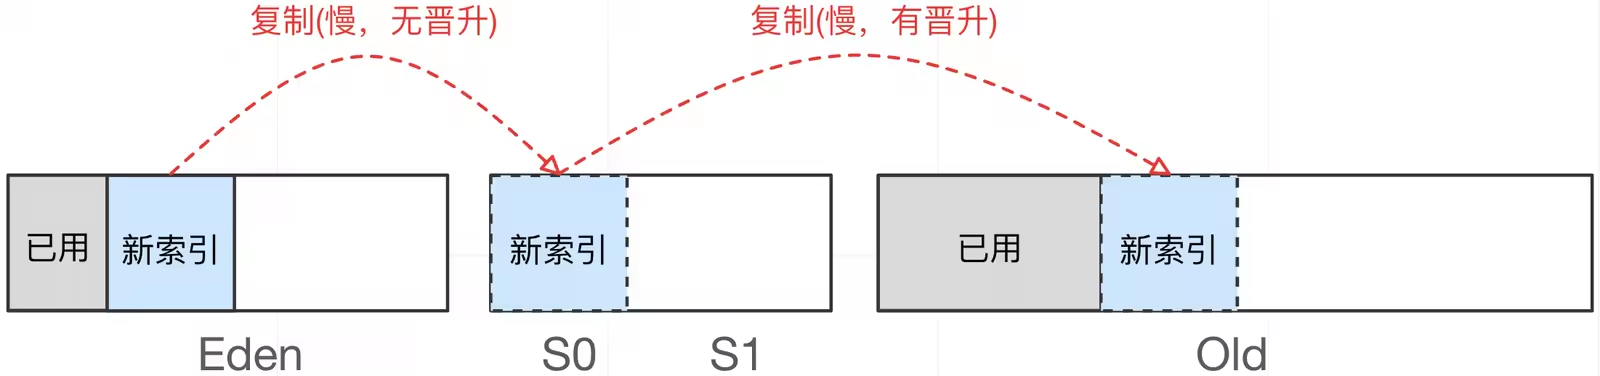 复制(慢，无晋升)
复制(慢，有晋升)
已用
新索引
新索引
已用
新索引
Eden
S0
S1
Old